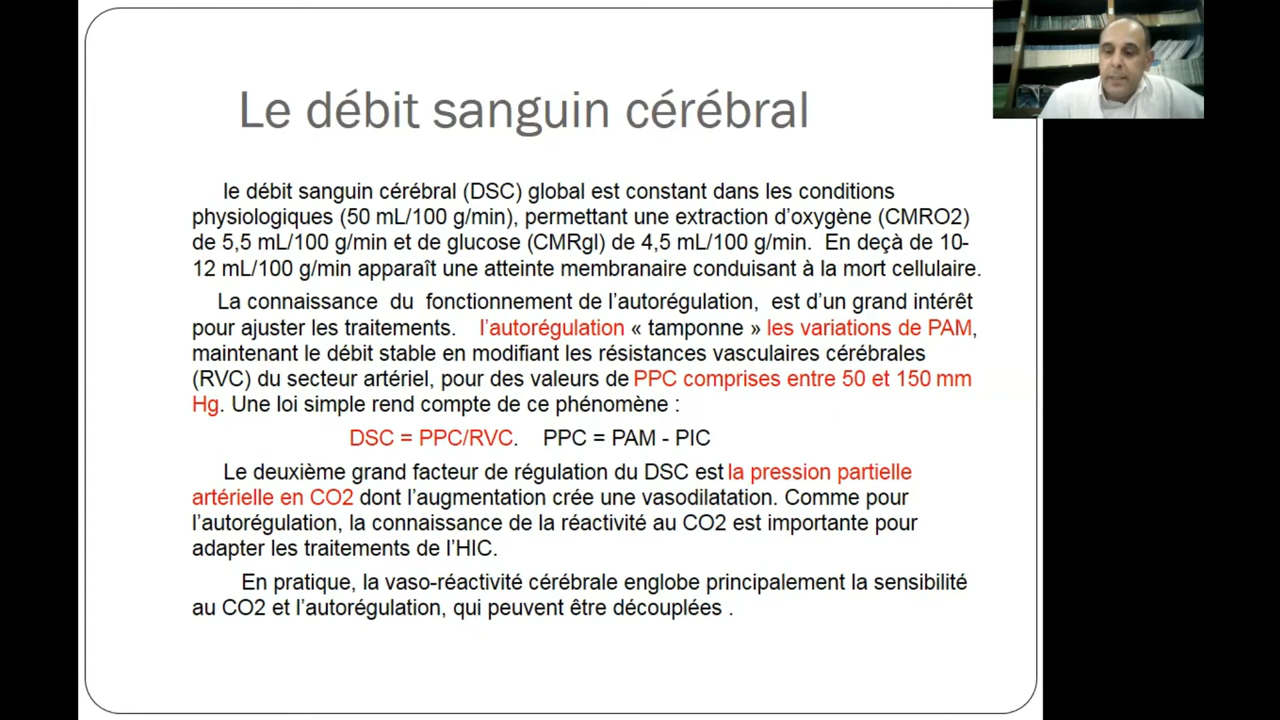 Le débit sanguin cérébral
le débit sanguin cérébral (DSC) global est constant dans les conditions
physiologiques (50 mL/100 g/min), permettant une extraction d’oxygène (CMRO2)
de 5,5 mL/100 g/min et de glucose (CMRgl) de 4,5 mL/100 g/min. En deçà de 10-
12 mL/100 g/min apparaît une atteinte membranaire conduisant à la mort cellulaire.
La connaissance du fonctionnement de l’autorégulation, est d’un grand intérêt
pour ajuster les traitements. l’autorégulation « tamponne » les variations de PAM,
maintenant le débit stable en modifiant les résistances vasculaires cérébrales
(RVC) du secteur artériel, pour des valeurs de PPC comprises entre 50 et 150 mm
Hg. Une loi simple rend compte de ce phénomène :
DSC = PPC/RVC. PPC = PAM - PIC
Le deuxième grand facteur de régulation du DSC est la pression partielle
artérielle en CO2 dont l’augmentation crée une vasodilatation. Comme pour
l’autorégulation, la connaissance de la réactivité au CO2 est importante pour
adapter les traitements de l’HIC.
En pratique, la vaso-réactivité cérébrale englobe principalement la sensibilité
au CO2 et l’autorégulation, qui peuvent être découplées .